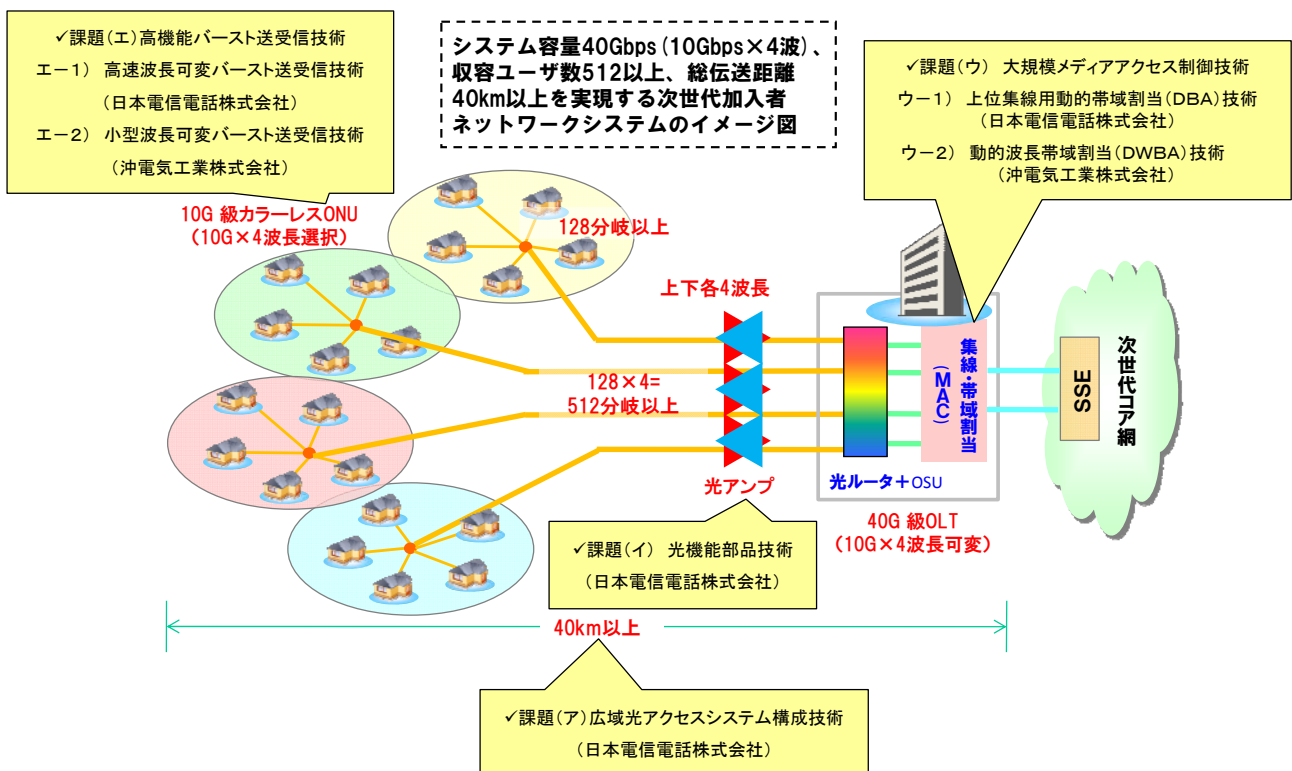 ✓課題(エ)高機能バースト送受信技術
エー1) 高速波長可変バースト送受信技術
(日本電信電話株式会社)
エー2) 小型波長可変バースト送受信技術
(沖電気工業株式会社)
システム容量40Gbps(10Gbps×4波)、
収容ユーザ数512以上、総伝送距離
40km以上を実現する次世代加入者
ネットワークシステムのイメージ図
✓課題(ウ) 大規模メディアアクセス制御技術
ウー1) 上位集線用動的帯域割当(DBA)技術
(日本電信電話株式会社)
ウー2) 動的波長帯域割当(DWBA)技術
(沖電気工業株式会社)
10G 級カラーレスONU
(10G×4波長選択)
128分岐以上
上下各4波長
128×4=
512分岐以上
集線・帯域割当
(MAC)
SSE
次世代コア網
光アンプ
光ルータ+OSU
40G 級OLT
(10G×4波長可変)
✓課題(イ) 光機能部品技術
(日本電信電話株式会社)
40km以上
✓課題(ア)広域光アクセスシステム構成技術
(日本電信電話株式会社)